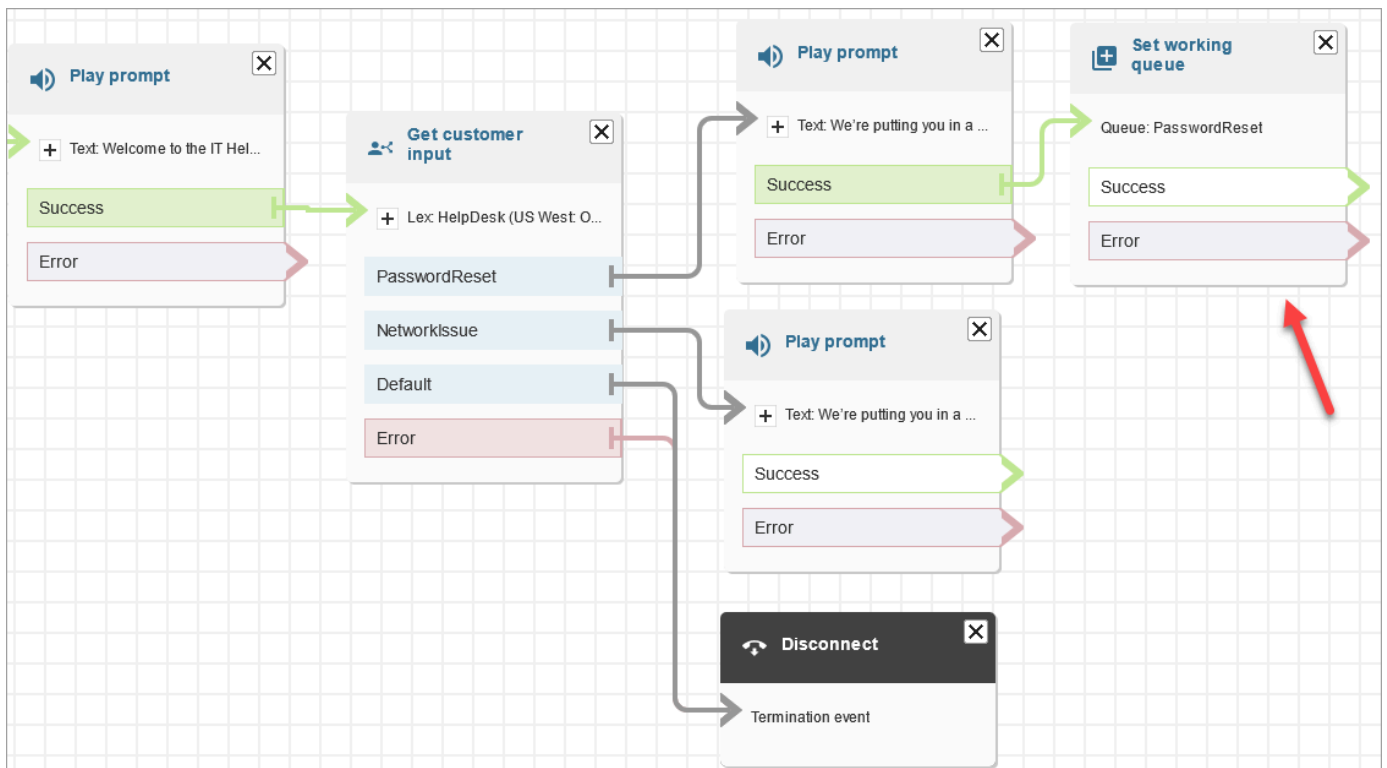 Play prompt
Text: Welcome to the IT Hel...
Success
Error
Get customer
input
Lex: HelpDesk (US West: O...
PasswordReset
NetworkIssue
Default
Error
Play prompt
Text: We’re putting you in a ...
Success
Error
Set working
queue
Queue: PasswordReset
Success
Error
Play prompt
Text: We’re putting you in a ...
Success
Error
Disconnect
Termination event